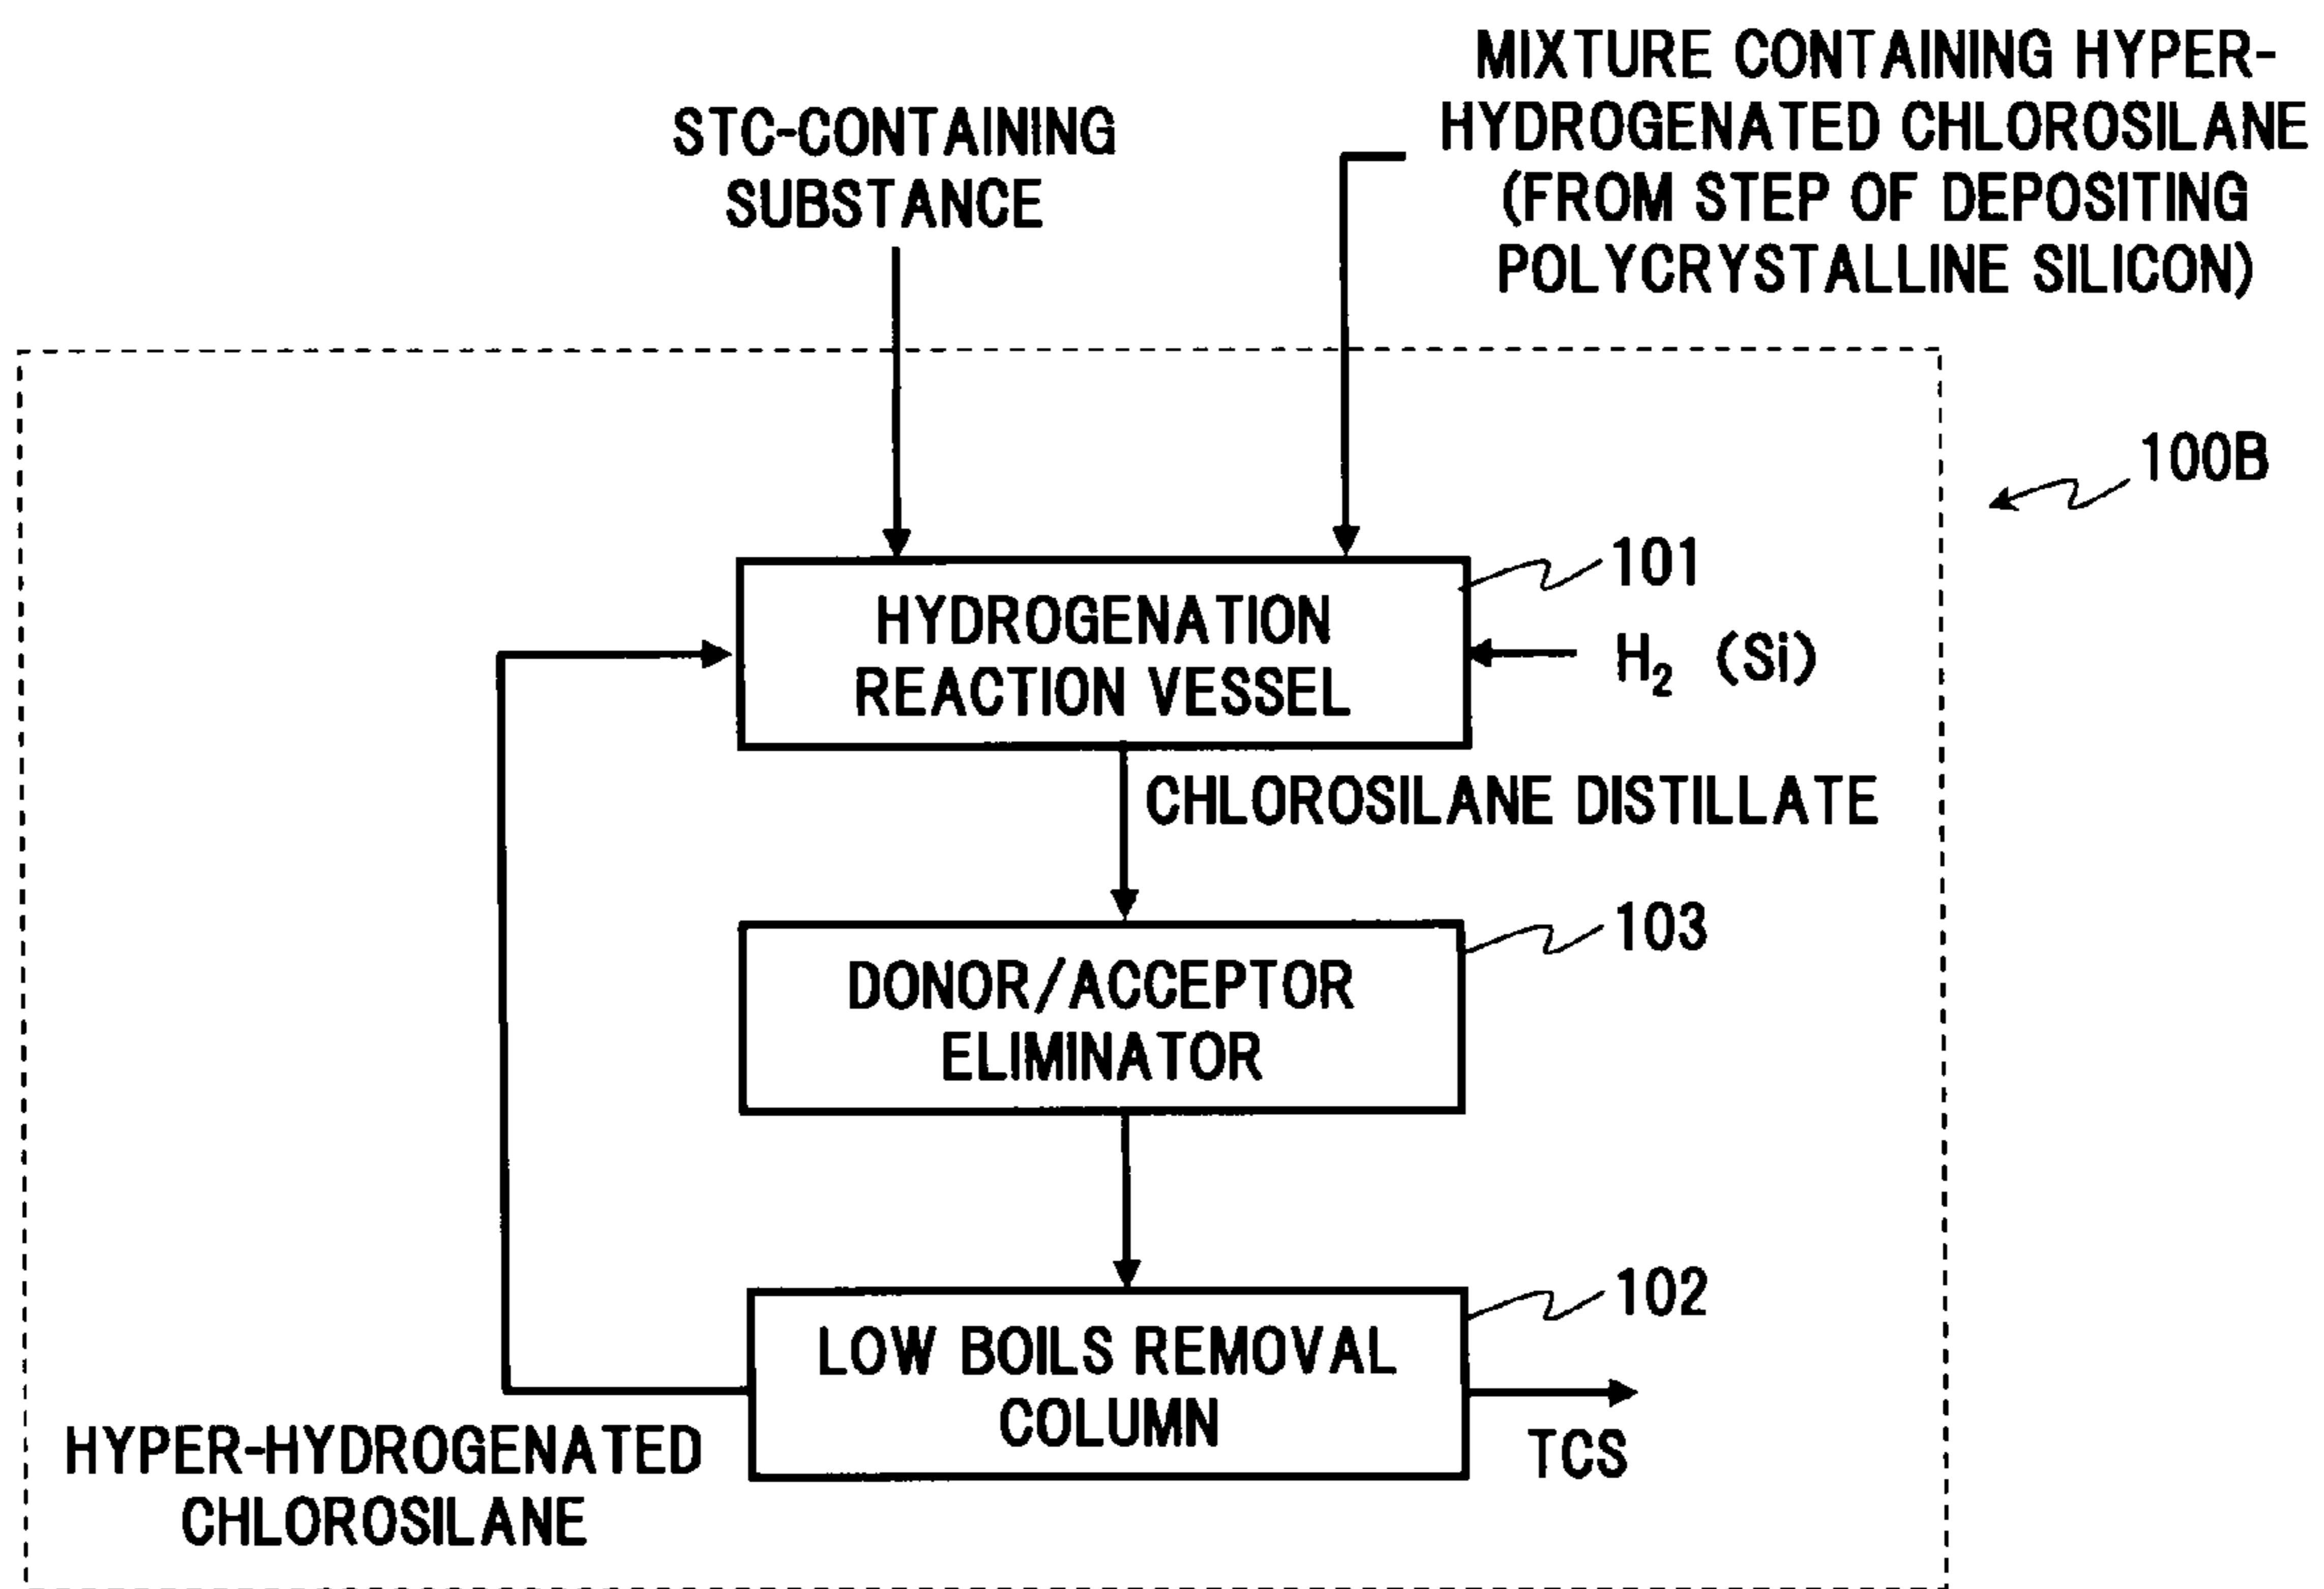 MIXTURE CONTAINING HYPER-
HYDROGENATED CHLOROSILANE
(FROM STEP OF DEPOSITING
POLYCRYSTALLINE SILICON)
STC-CONTAINING
SUBSTANCE
100B
101
HYDROGENATION
REACTION VESSEL
H₂ (Si)
CHLOROSILANE DISTILLATE
103
DONOR/ACCEPTOR
ELIMINATOR
102
LOW BOILS REMOVAL
COLUMN
HYPER-HYDROGENATED
CHLOROSILANE
TCS